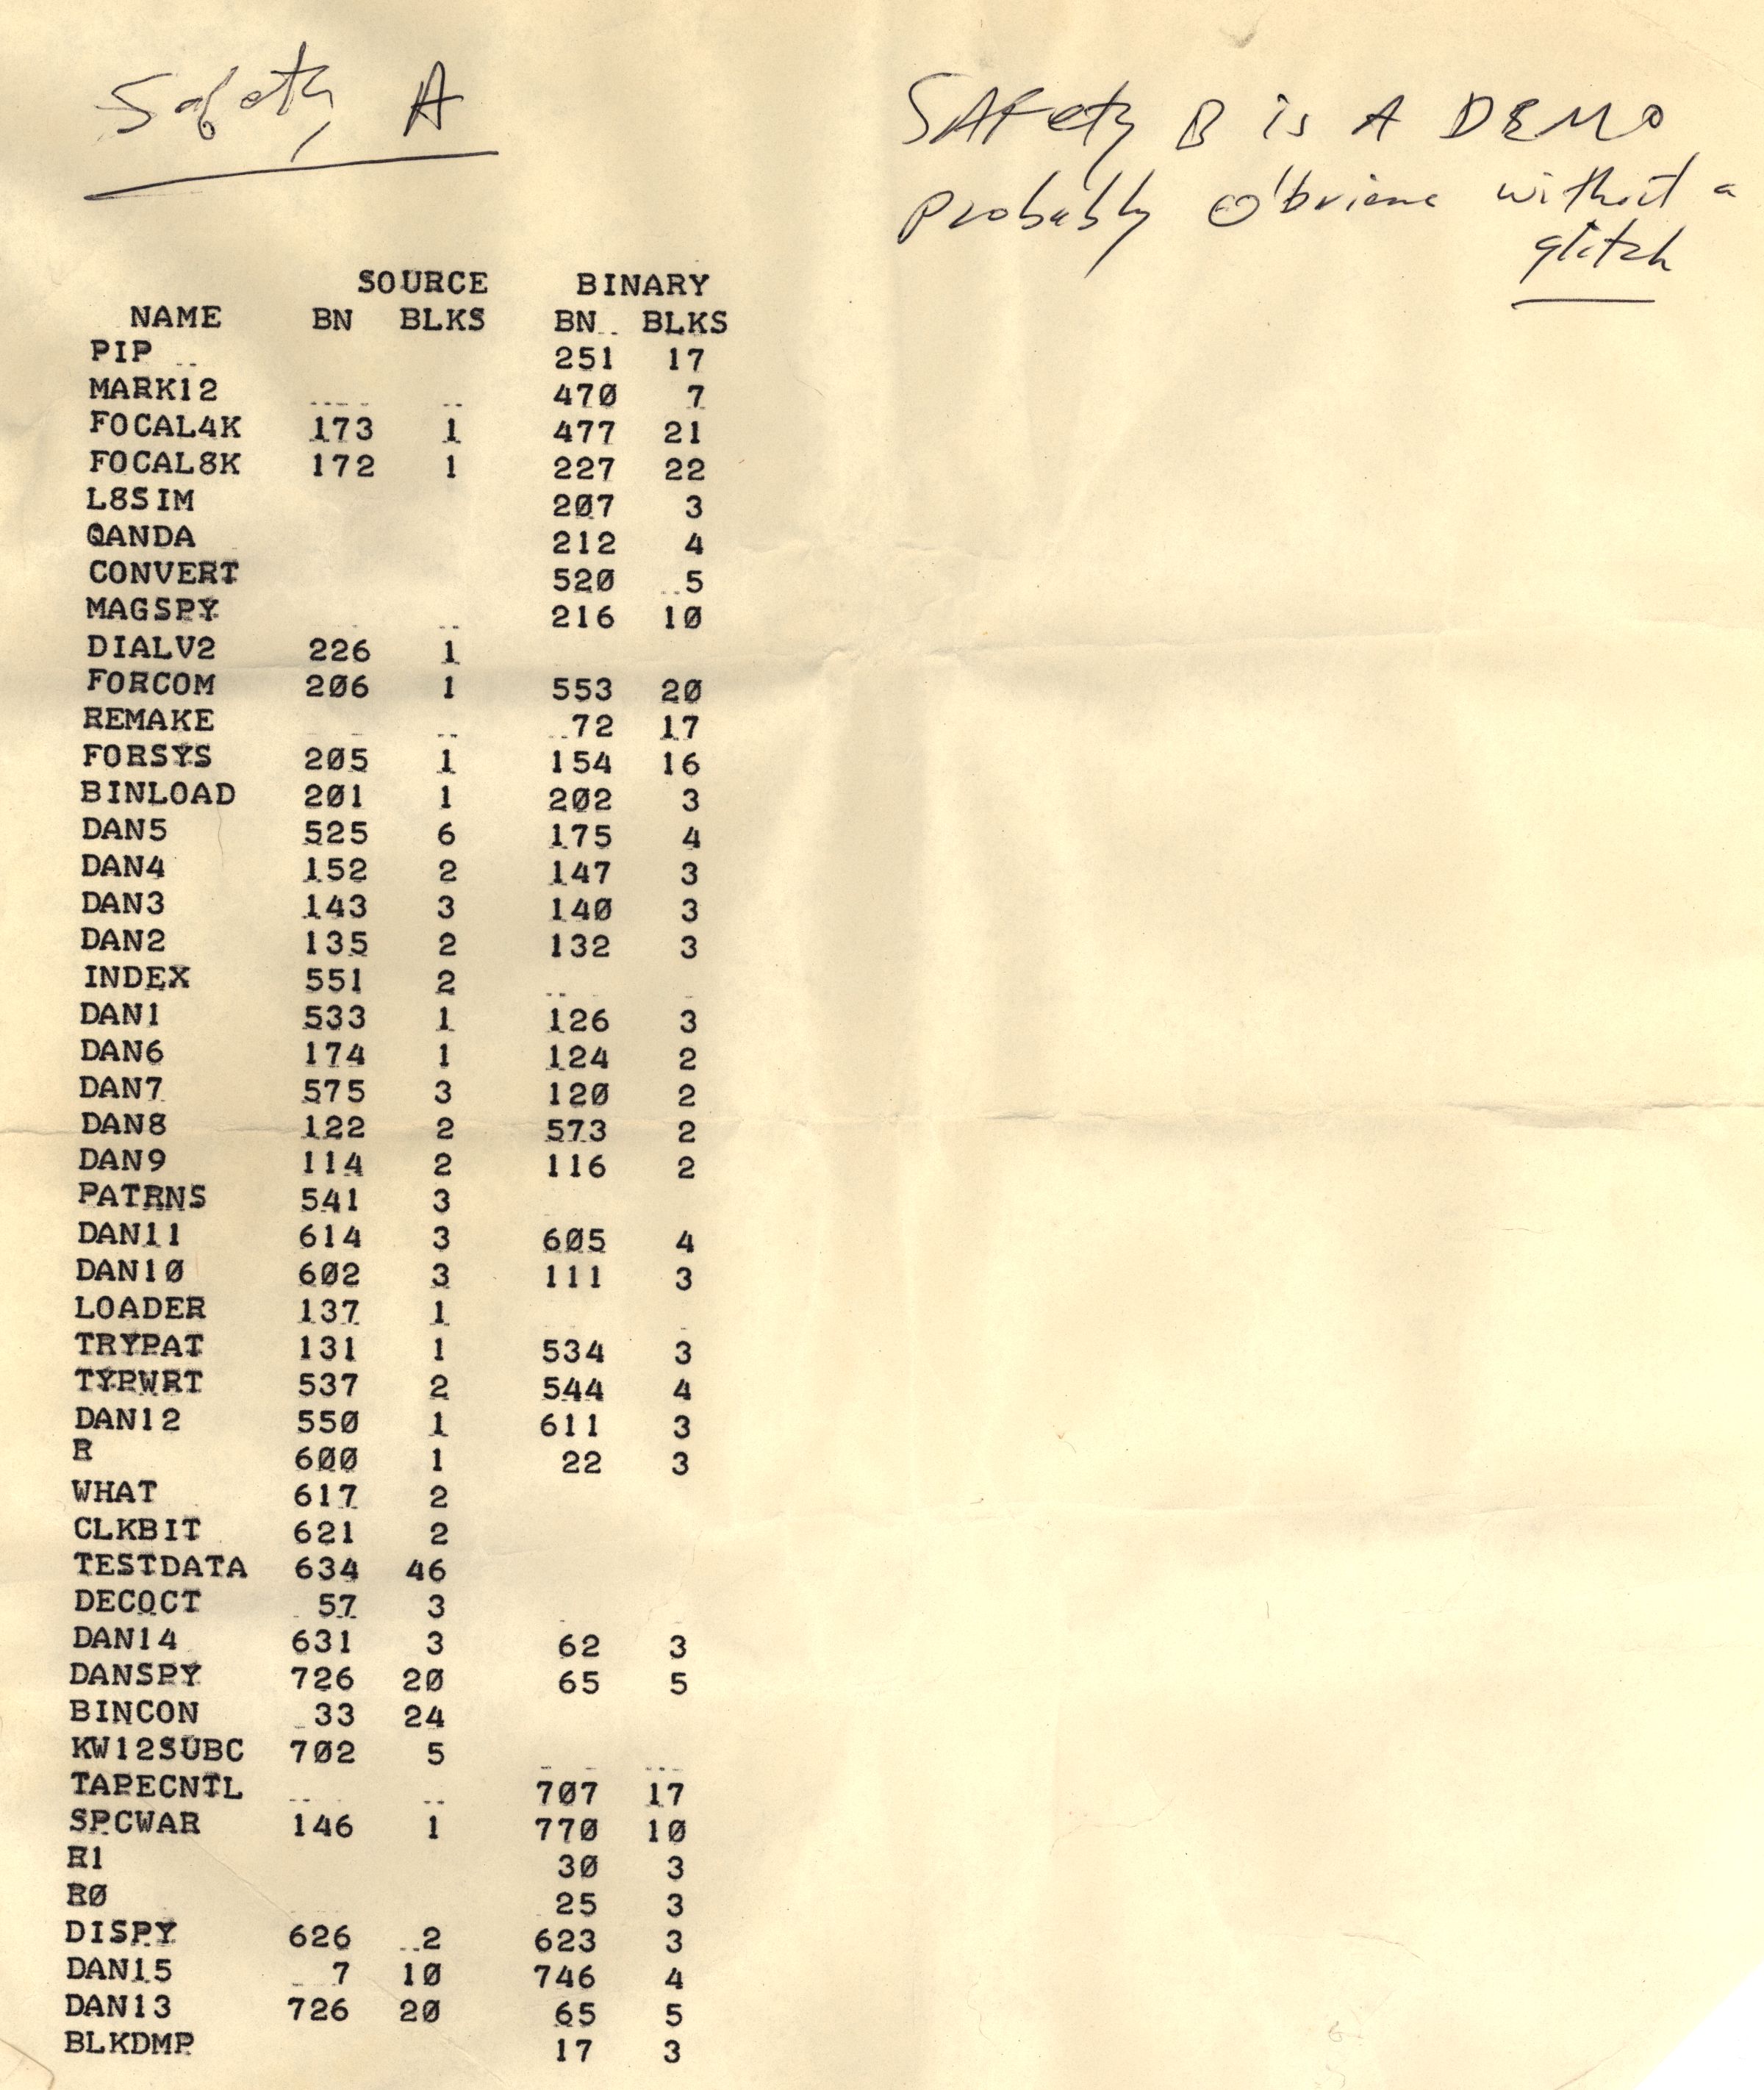 Safety A
SAFety B is A DEMO
probably O'briens without a
glitch
SOURCE BINARY
NAME BN BLKS BN BLKS
PIP 251 17
MARK12 470 7
FOCAL4K 173 1 477 21
FOCAL8K 172 1 227 22
L8SIM 207 3
QANDA 212 4
CONVERT 520 5
MAGSPY 216 10
DIALV2 226 1
FORCOM 206 1 553 20
REMAKE 72 17
FORSYS 205 1 154 16
BINLOAD 201 1 202 3
DAN5 525 6 175 4
DAN4 152 2 147 3
DAN3 143 3 140 3
DAN2 135 2 132 3
INDEX 551 2
DAN1 533 1 126 3
DAN6 174 1 124 2
DAN7 575 3 120 2
DAN8 122 2 573 2
DAN9 114 2 116 2
PATRNS 541 3
DAN11 614 3 605 4
DAN10 602 3 111 3
LOADER 137 1
TRYPAT 131 1 534 3
TYPWRT 537 2 544 4
DAN12 550 1 611 3
R 600 1 22 3
WHAT 617 2
CLKBIT 621 2
TESTDATA 634 46
DECOCT 57 3
DAN14 631 3 62 3
DANSPY 726 20 65 5
BINCON 33 24
KW12SUBC 702 5
TAPECNTL 707 17
SPCWAR 146 1 770 10
R1 30 3
R0 25 3
DISPY 626 2 623 3
DAN15 7 10 746 4
DAN13 726 20 65 5
BLKDMP 17 3